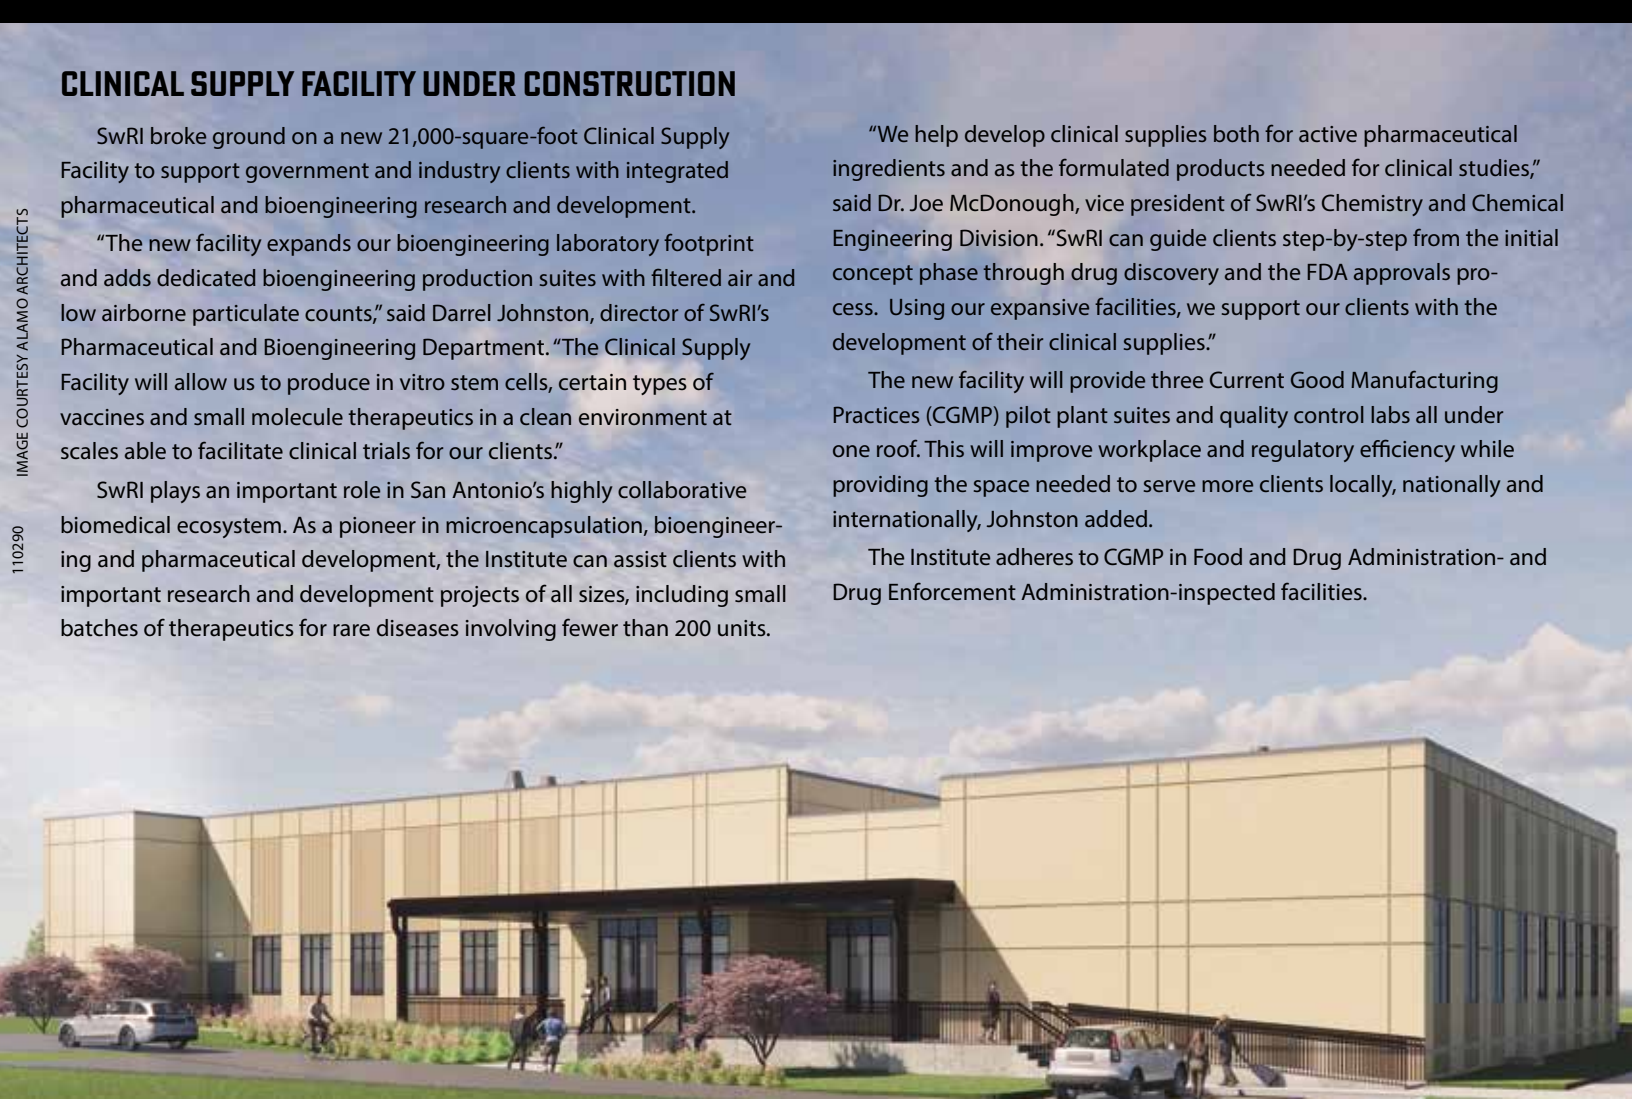 CLINICAL SUPPLY FACILITY UNDER CONSTRUCTION
SwRI broke ground on a new 21,000-square-foot Clinical Supply
Facility to support government and industry clients with integrated
pharmaceutical and bioengineering research and development.
“The new facility expands our bioengineering laboratory footprint
and adds dedicated bioengineering production suites with filtered air and
low airborne particulate counts,” said Darrel Johnston, director of SwRI’s
Pharmaceutical and Bioengineering Department. “The Clinical Supply
Facility will allow us to produce in vitro stem cells, certain types of
vaccines and small molecule therapeutics in a clean environment at
scales able to facilitate clinical trials for our clients.”
SwRI plays an important role in San Antonio’s highly collaborative
biomedical ecosystem. As a pioneer in microencapsulation, bioengineer-
ing and pharmaceutical development, the Institute can assist clients with
important research and development projects of all sizes, including small
batches of therapeutics for rare diseases involving fewer than 200 units.
“We help develop clinical supplies both for active pharmaceutical
ingredients and as the formulated products needed for clinical studies,”
said Dr. Joe McDonough, vice president of SwRI’s Chemistry and Chemical
Engineering Division. “SwRI can guide clients step-by-step from the initial
concept phase through drug discovery and the FDA approvals pro-
cess.  Using our expansive facilities, we support our clients with the
development of their clinical supplies.”
The new facility will provide three Current Good Manufacturing
Practices (CGMP) pilot plant suites and quality control labs all under
one roof. This will improve workplace and regulatory efficiency while
providing the space needed to serve more clients locally, nationally and
internationally, Johnston added.
The Institute adheres to CGMP in Food and Drug Administration- and
Drug Enforcement Administration-inspected facilities.
110290 IMAGE COURTESY ALAMO ARCHITECTS